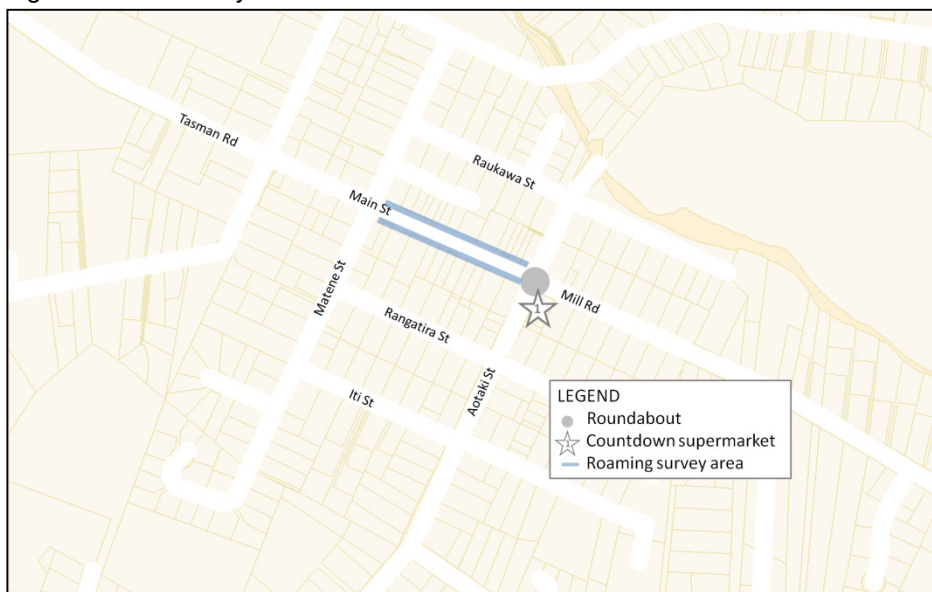 Tasman Rd
Raukawa St
Main St
Matene St
Mill Rd
1
Rangatira St
Aotaki St
Iti St
LEGEND
Roundabout
1 Countdown supermarket
Roaming survey area